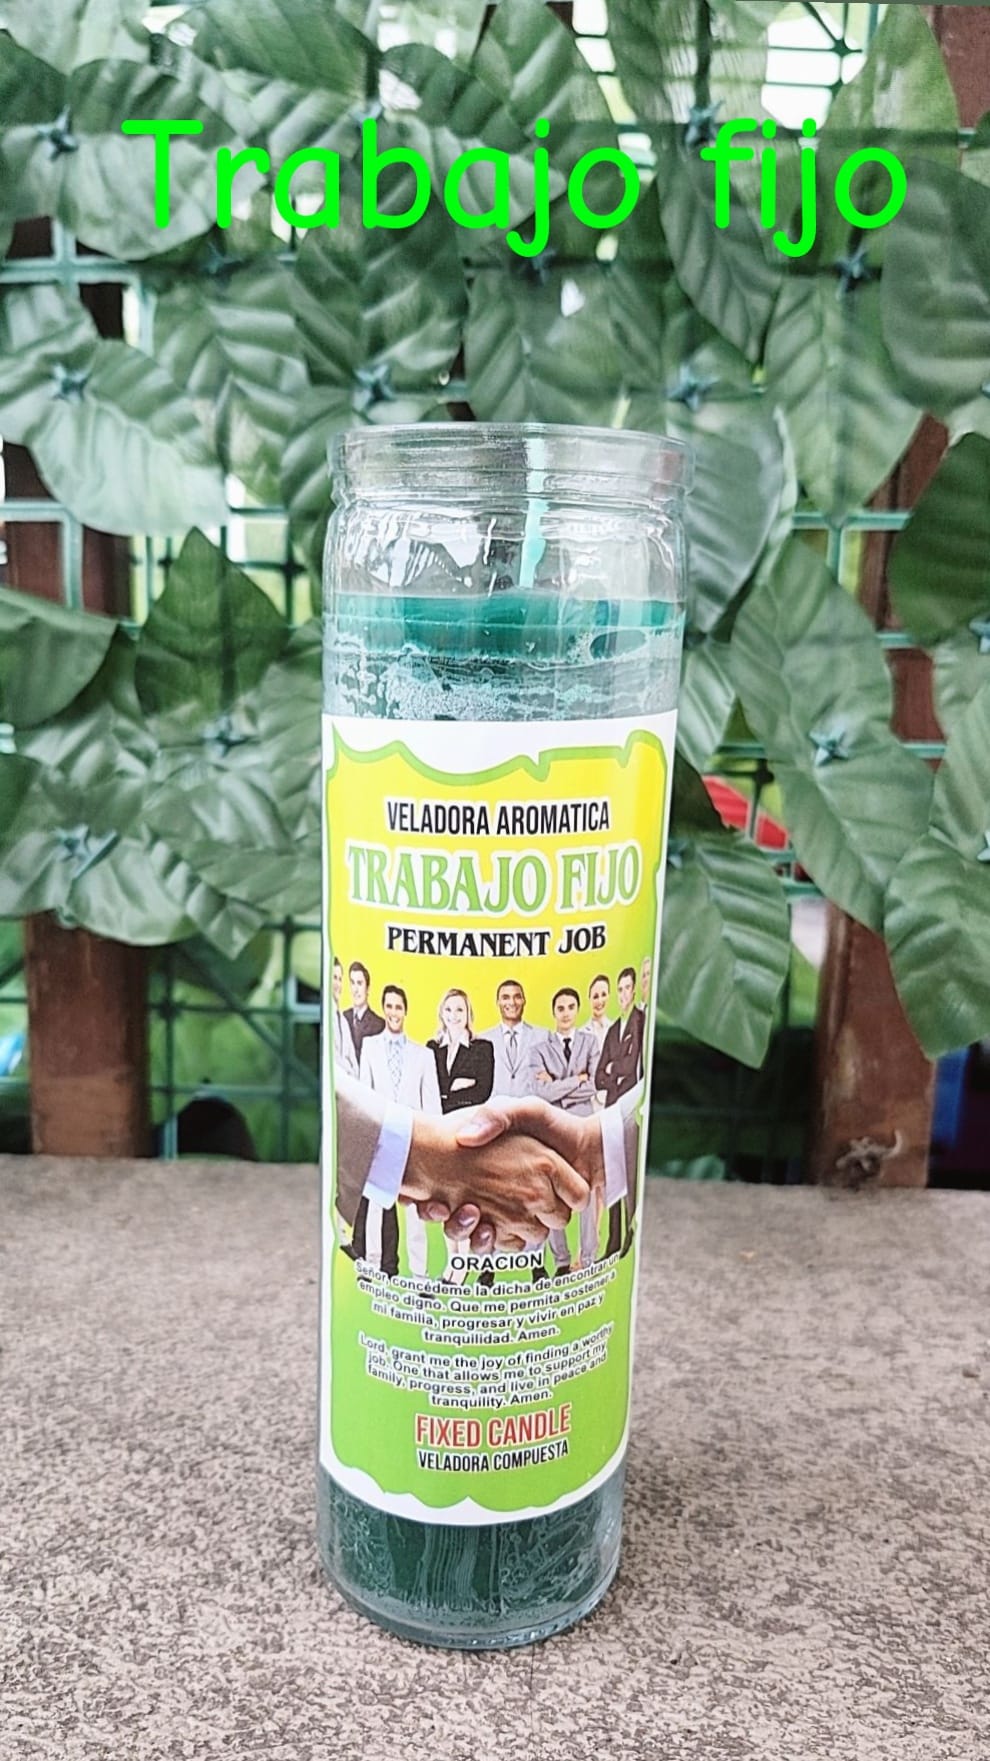 Trabajo fijo
VELADORA AROMATICA
TRABAJO FIJO
PERMANENT JOB
ORACION
Señor, concédeme la dicha de encontrar un
empleo digno. Que me permita sostener a
mi familia, progresar y vivir en paz y
tranquilidad. Amen.
Lord, grant me the joy of finding a worthy
job. One that allows me to support my
family, progress, and live in peace and
tranquility. Amen.
FIXED CANDLE
VELADORA COMPUESTA